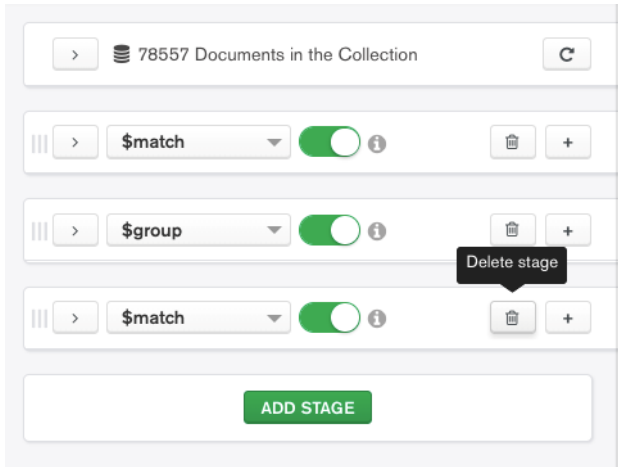 78557 Documents in the Collection
$match
$group
Delete stage
$match
ADD STAGE